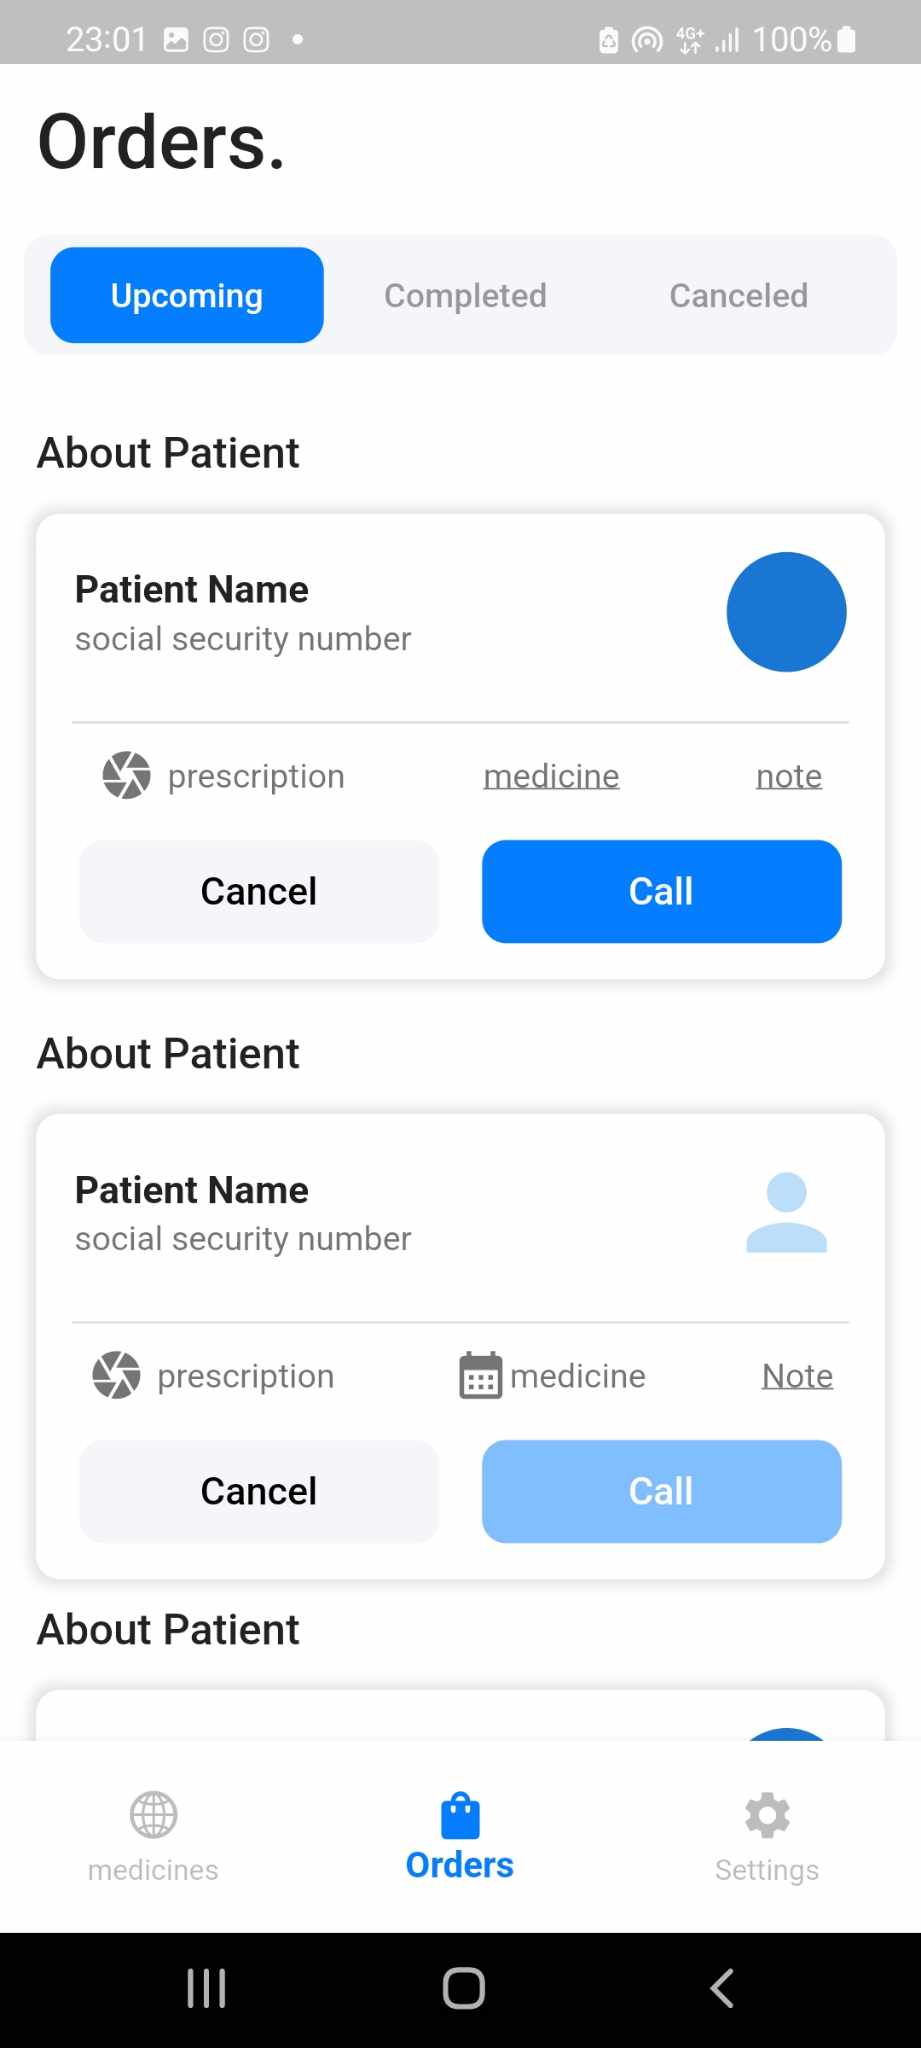 23:01 4G+ 100%
Orders.
Upcoming Completed Canceled
About Patient
Patient Name
social security number
prescription medicine note
Cancel Call
About Patient
Patient Name
social security number
prescription medicine Note
Cancel Call
About Patient
medicines Orders Settings